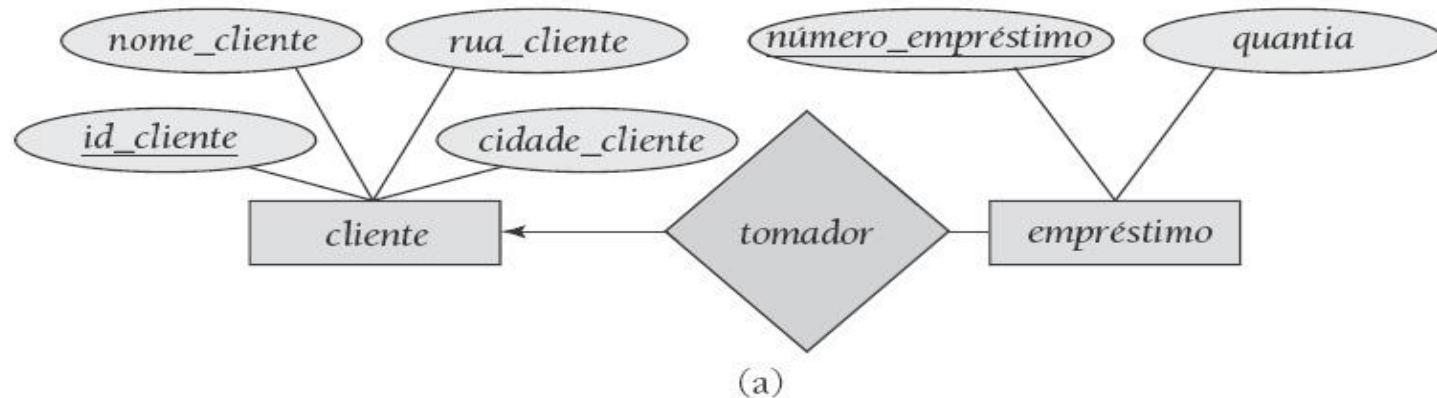 nome_cliente rua_cliente número_empréstimo quantia
id_cliente cidade_cliente
cliente tomador empréstimo
(a)